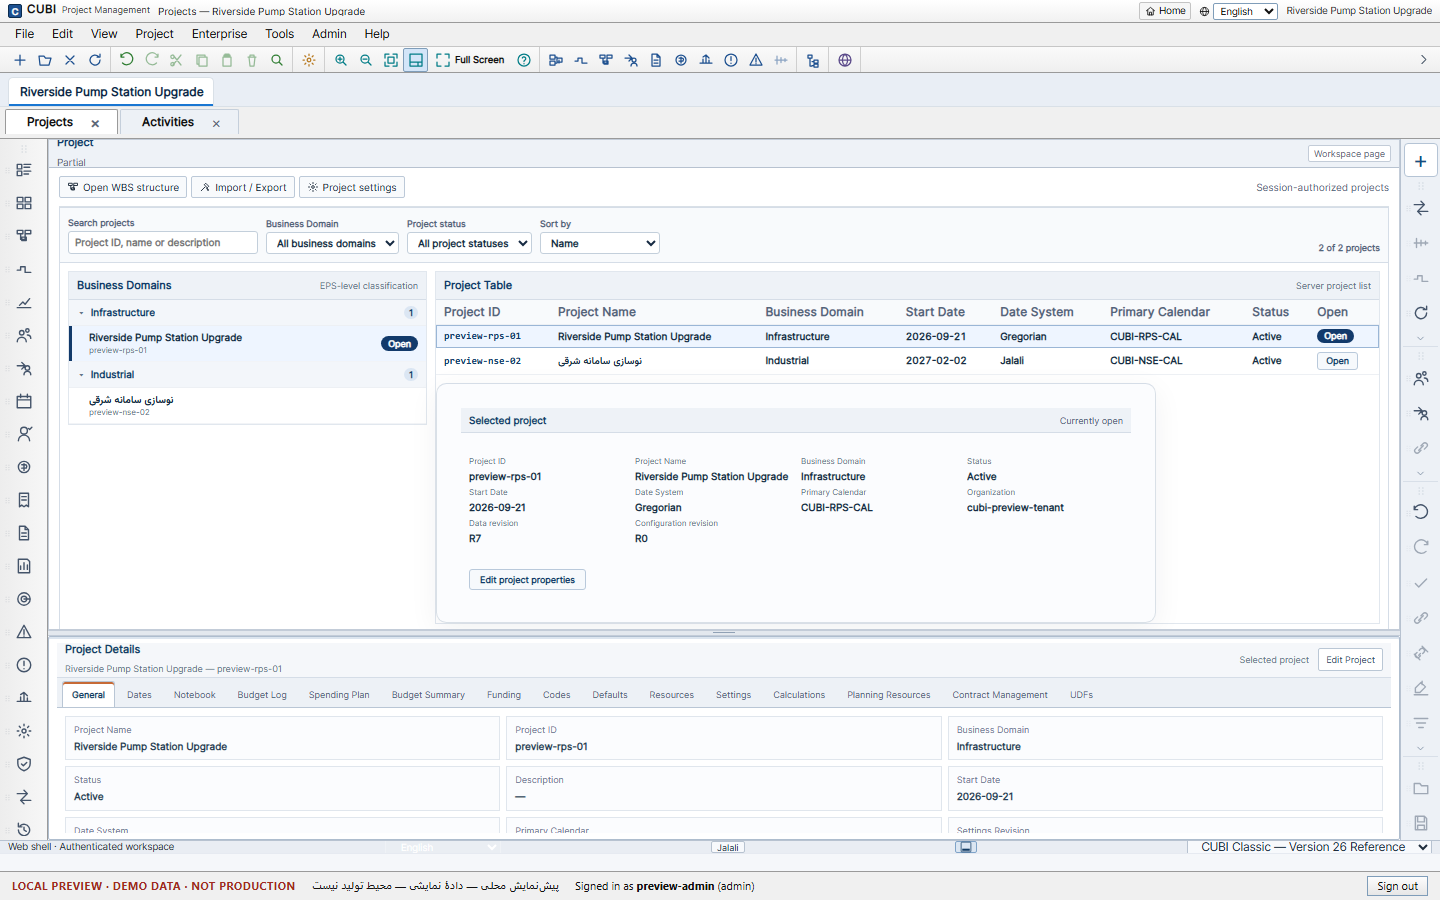 C CUBI Project Management Projects — Riverside Pump Station Upgrade Home English Riverside Pump Station Upgrade
File Edit View Project Enterprise Tools Admin Help
Full Screen
Riverside Pump Station Upgrade
Projects × Activities ×
Project
Partial
Workspace page
Open WBS structure Import / Export Project settings Session-authorized projects
Search projects Business Domain Project status Sort by
Project ID, name or description All business domains All project statuses Name 2 of 2 projects
Business Domains EPS-level classification
Infrastructure 1
Riverside Pump Station Upgrade
preview-rps-01
Open
Industrial 1
نوسازی سامانه شرقی
preview-nse-02
Project Table Server project list
Project ID Project Name Business Domain Start Date Date System Primary Calendar Status Open
preview-rps-01 Riverside Pump Station Upgrade Infrastructure 2026-09-21 Gregorian CUBI-RPS-CAL Active Open
preview-nse-02 نوسازی سامانه شرقی Industrial 2027-02-02 Jalali CUBI-NSE-CAL Active Open
Selected project Currently open
Project ID Project Name Business Domain Status
preview-rps-01 Riverside Pump Station Upgrade Infrastructure Active
Start Date Date System Primary Calendar Organization
2026-09-21 Gregorian CUBI-RPS-CAL cubi-preview-tenant
Data revision Configuration revision
R7 R0
Edit project properties
Project Details
Riverside Pump Station Upgrade — preview-rps-01
Selected project Edit Project
General Dates Notebook Budget Log Spending Plan Budget Summary Funding Codes Defaults Resources Settings Calculations Planning Resources Contract Management UDFs
Project Name Project ID Business Domain
Riverside Pump Station Upgrade preview-rps-01 Infrastructure
Status Description Start Date
Active — 2026-09-21
Date System Primary Calendar Settings Revision
Web shell · Authenticated workspace English Jalali CUBI Classic — Version 26 Reference
LOCAL PREVIEW · DEMO DATA · NOT PRODUCTION پیش‌نمایش محلی — دادهٔ نمایشی — محیط تولید نیست Signed in as preview-admin (admin) Sign out